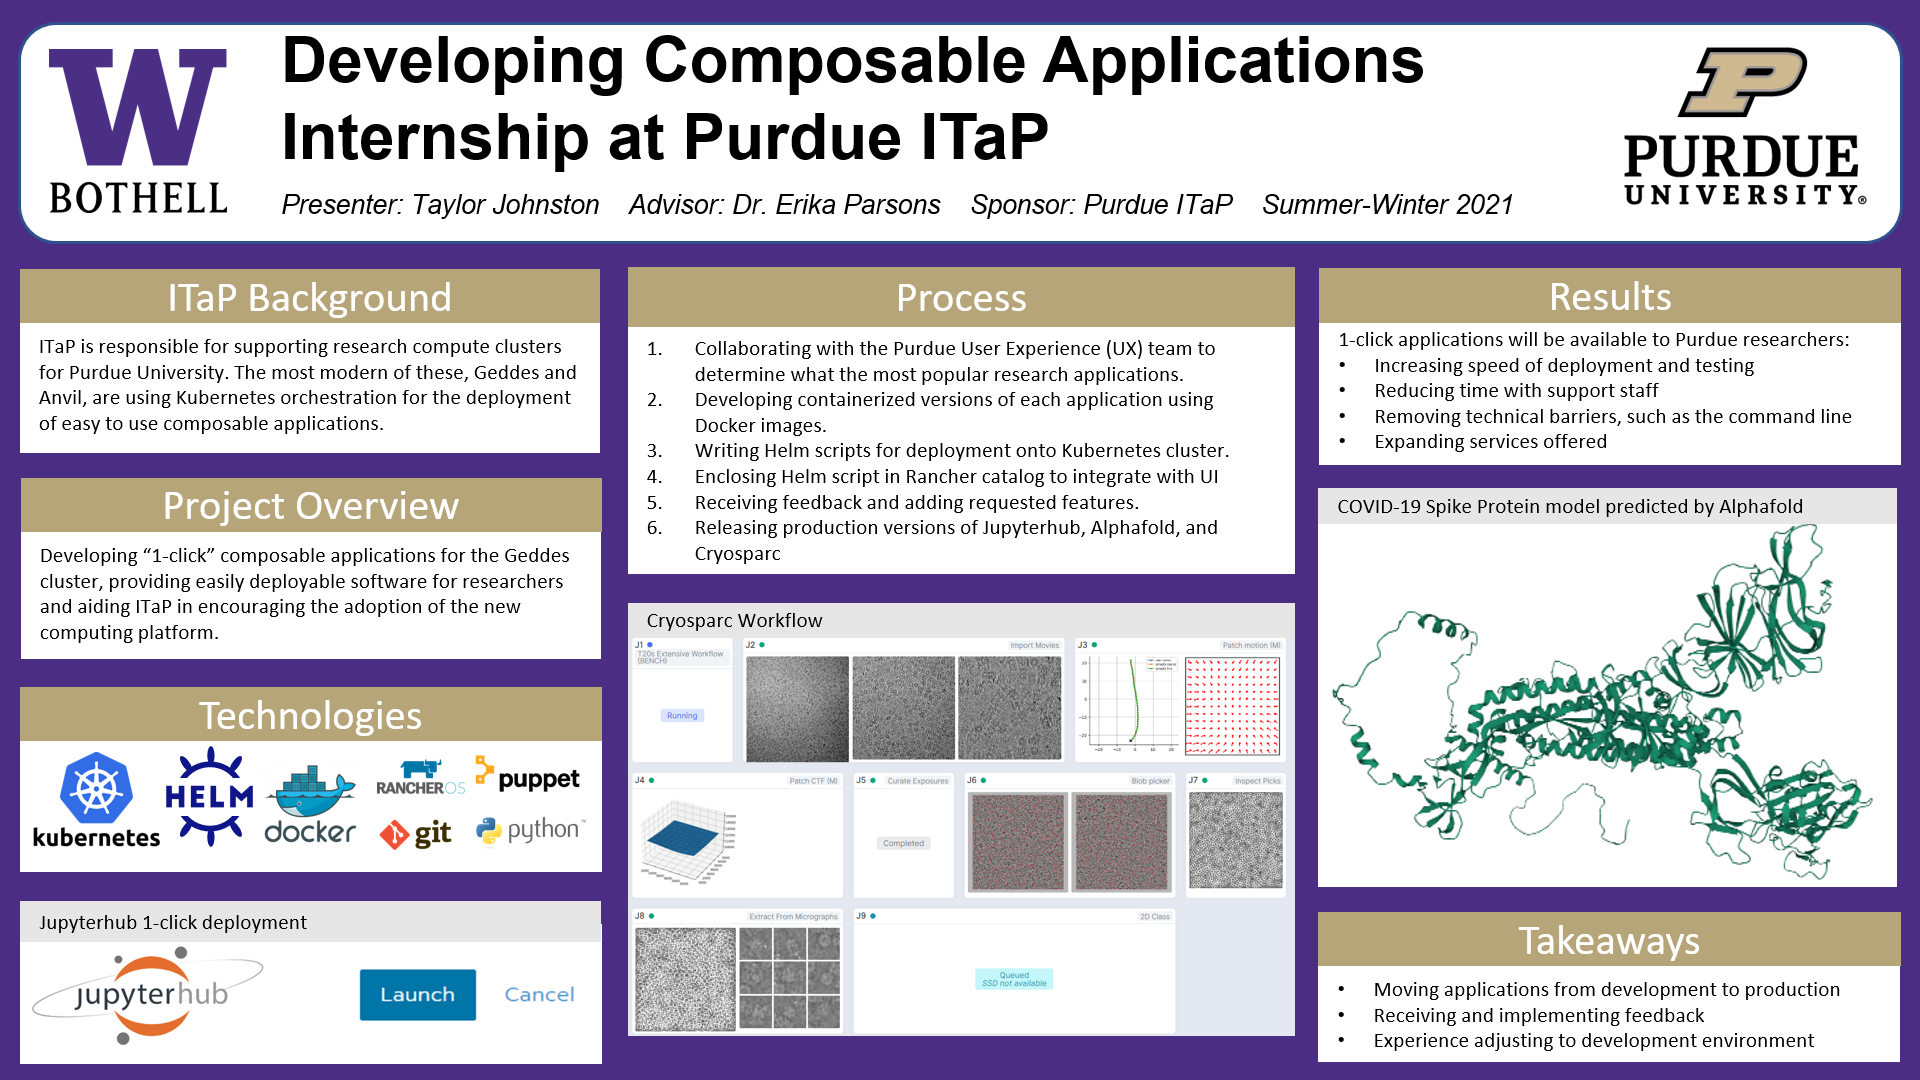 W
BOTHELL
Developing Composable Applications
Internship at Purdue ITaP
Presenter: Taylor Johnston Advisor: Dr. Erika Parsons Sponsor: Purdue ITaP Summer-Winter 2021
P
PURDUE
UNIVERSITY®
ITaP Background
ITaP is responsible for supporting research compute clusters
for Purdue University. The most modern of these, Geddes and
Anvil, are using Kubernetes orchestration for the deployment
of easy to use composable applications.
Project Overview
Developing “1-click” composable applications for the Geddes
cluster, providing easily deployable software for researchers
and aiding ITaP in encouraging the adoption of the new
computing platform.
Technologies
kubernetes
HELM
docker
RANCHEROS
puppet
git
python™
Jupyterhub 1-click deployment
jupyterhub
Launch
Cancel
Process
1. Collaborating with the Purdue User Experience (UX) team to
determine what the most popular research applications.
2. Developing containerized versions of each application using
Docker images.
3. Writing Helm scripts for deployment onto Kubernetes cluster.
4. Enclosing Helm script in Rancher catalog to integrate with UI
5. Receiving feedback and adding requested features.
6. Releasing production versions of Jupyterhub, Alphafold, and
Cryosparc
Cryosparc Workflow
J1
T20s Extensive Workflow
(BENCH)
Running
J2
Import Movies
J3
Patch motion (M)
J4
Patch CTF (M)
J5
Curate Exposures
Completed
J6
Blob picker
J7
Inspect Picks
J8
Extract From Micrographs
J9
2D Class
Queued
SSD not available
Results
1-click applications will be available to Purdue researchers:
• Increasing speed of deployment and testing
• Reducing time with support staff
• Removing technical barriers, such as the command line
• Expanding services offered
COVID-19 Spike Protein model predicted by Alphafold
Takeaways
• Moving applications from development to production
• Receiving and implementing feedback
• Experience adjusting to development environment